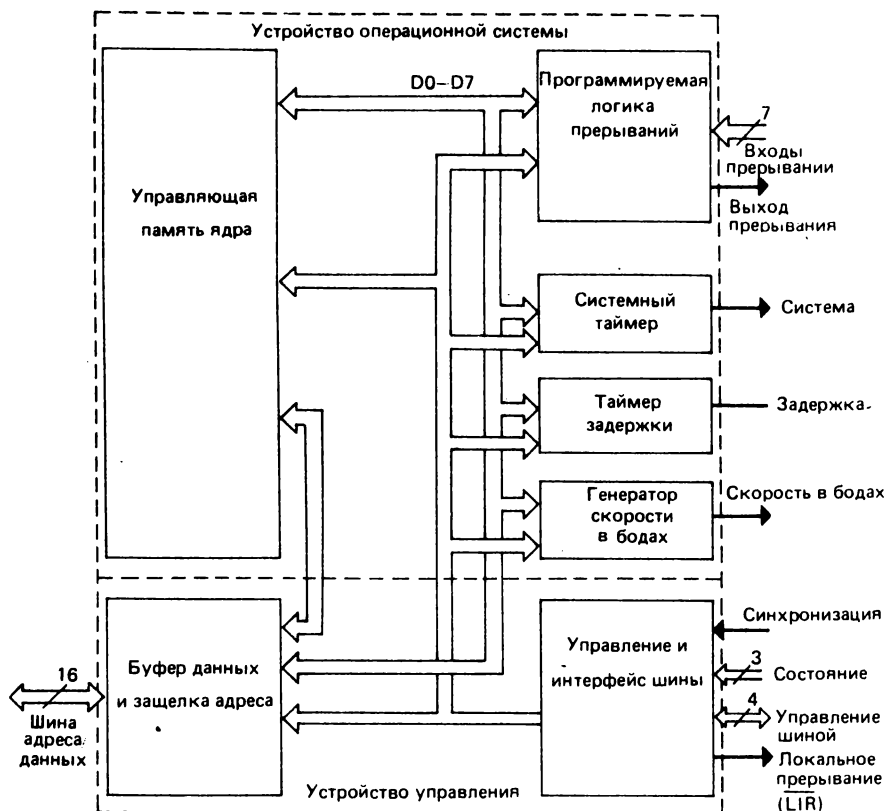 Устройство операционной системы
D0–D7
Программируемая
логика
прерываний
7
Входы
прерывании
Выход
прерывания
Управляющая
память ядра
Системный
таймер
Система
Таймер
задержки
Задержка
Генератор
скорости
в бодах
Скорость в бодах
Синхронизация
Буфер данных
и защелка адреса
Управление и
интерфейс шины
3
Состояние
16
Шина
адреса/
данных
4
Управление
шиной
Локальное
прерывание
(LIR)
Устройство управления